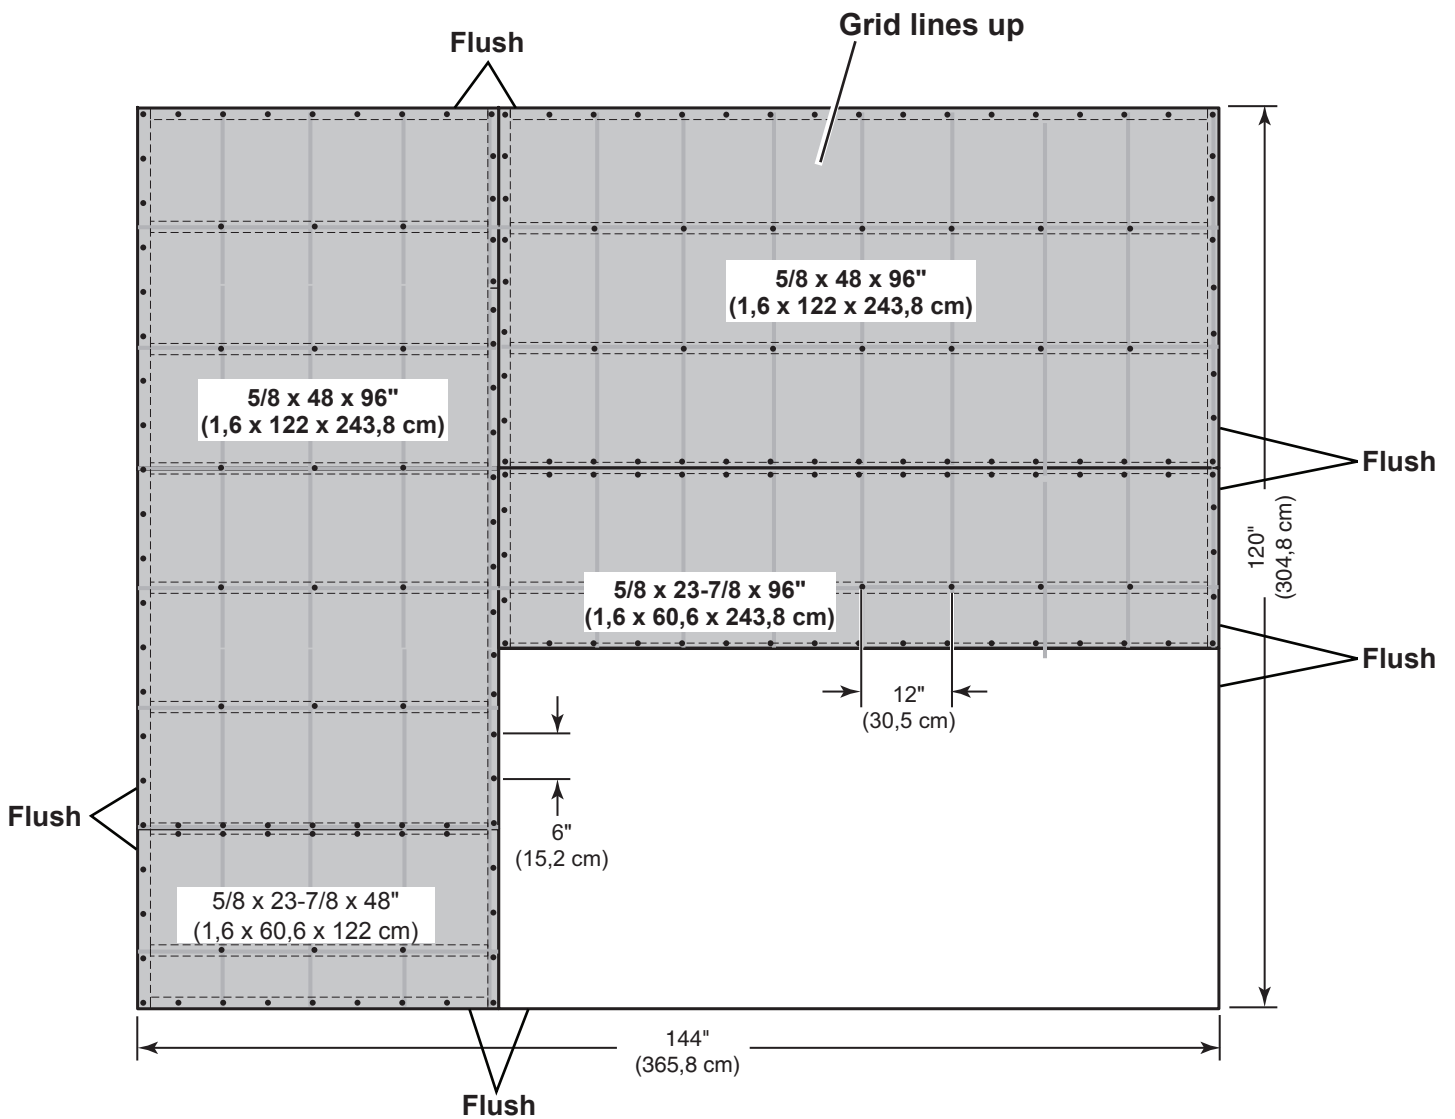 Grid lines up
Flush
5/8 x 48 x 96"
(1,6 x 122 x 243,8 cm)
5/8 x 48 x 96"
(1,6 x 122 x 243,8 cm)
Flush
120"
(304,8 cm)
5/8 x 23-7/8 x 96"
(1,6 x 60,6 x 243,8 cm)
Flush
12"
(30,5 cm)
Flush
6"
(15,2 cm)
5/8 x 23-7/8 x 48"
(1,6 x 60,6 x 122 cm)
144"
(365,8 cm)
Flush